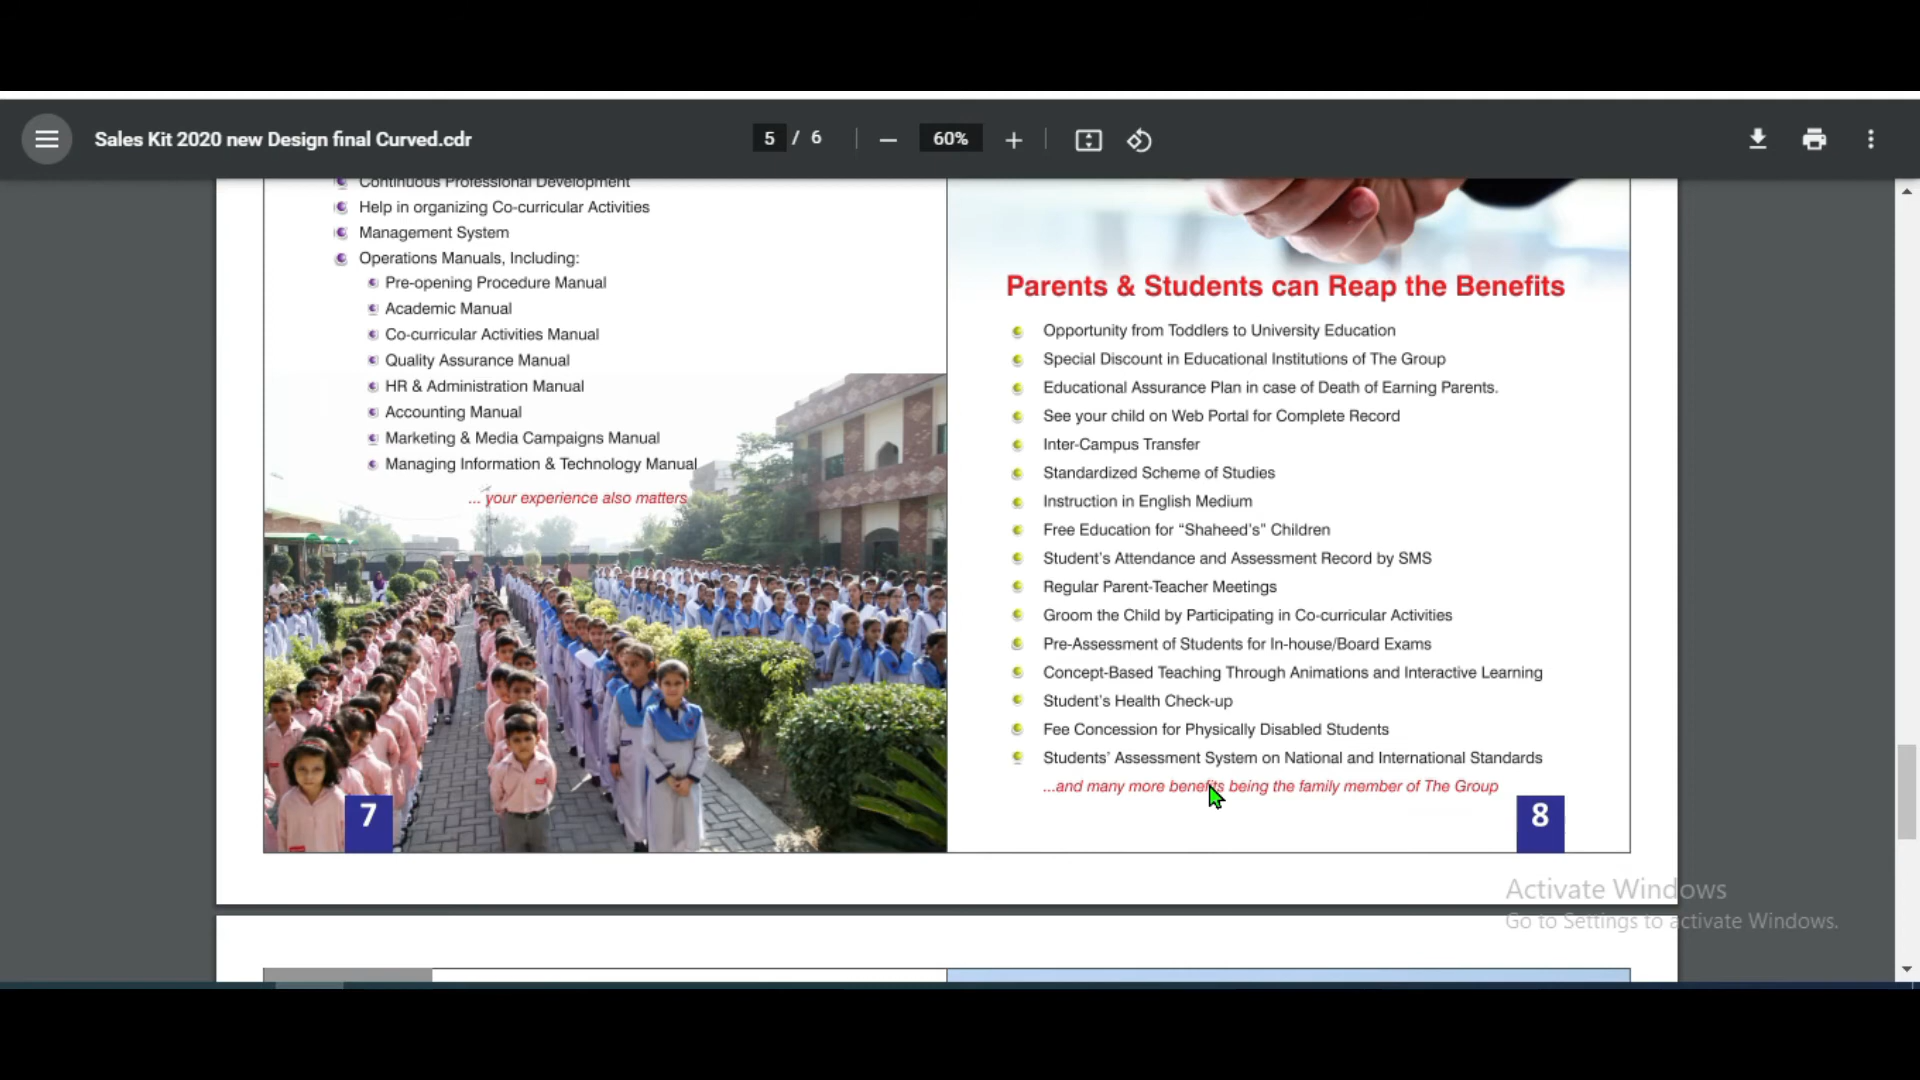 Sales Kit 2020 new Design final Curved.cdr
5 / 6
60%
Continuous Professional Development
Help in organizing Co-curricular Activities
Management System
Operations Manuals, Including:
Pre-opening Procedure Manual
Academic Manual
Co-curricular Activities Manual
Quality Assurance Manual
HR & Administration Manual
Accounting Manual
Marketing & Media Campaigns Manual
Managing Information & Technology Manual
... your experience also matters
7
Parents & Students can Reap the Benefits
Opportunity from Toddlers to University Education
Special Discount in Educational Institutions of The Group
Educational Assurance Plan in case of Death of Earning Parents.
See your child on Web Portal for Complete Record
Inter-Campus Transfer
Standardized Scheme of Studies
Instruction in English Medium
Free Education for “Shaheed’s” Children
Student’s Attendance and Assessment Record by SMS
Regular Parent-Teacher Meetings
Groom the Child by Participating in Co-curricular Activities
Pre-Assessment of Students for In-house/Board Exams
Concept-Based Teaching Through Animations and Interactive Learning
Student’s Health Check-up
Fee Concession for Physically Disabled Students
Students’ Assessment System on National and International Standards
...and many more benefits being the family member of The Group
8
Activate Windows
Go to Settings to activate Windows.